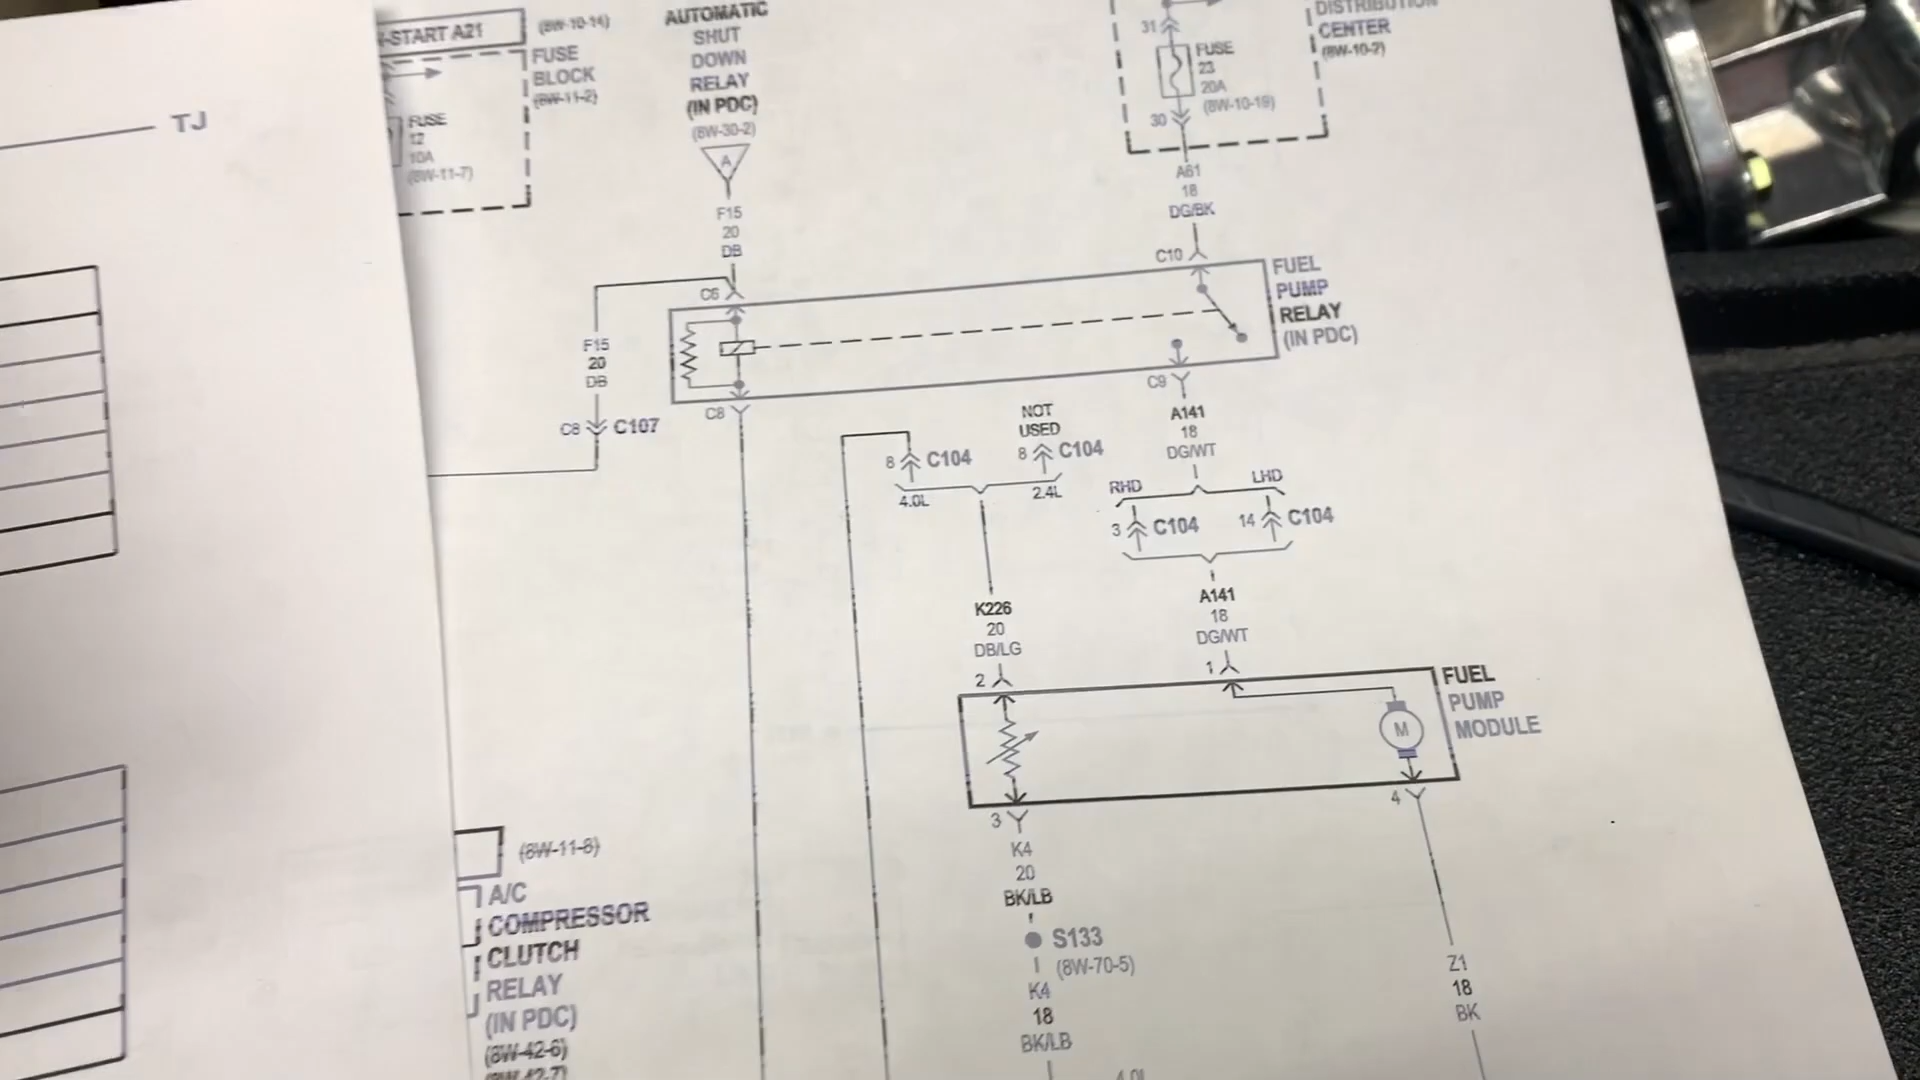 TJ
-START A21
(8W-10-14)
FUSE
BLOCK
(8W-11-2)
FUSE
12
10A
(8W-11-7)
AUTOMATIC
SHUT
DOWN
RELAY
(IN PDC)
(8W-30-2)
A
F15
20
DB
C6
F15
20
DB
C8
C107
C8
31
FUSE
23
20A
(8W-10-19)
30
DISTRIBUTION
CENTER
(8W-10-2)
A61
18
DG/BK
C10
FUEL
PUMP
RELAY
(IN PDC)
C9
A141
18
DG/WT
NOT
USED
8
C104
8
C104
4.0L
2.4L
RHD
LHD
3
C104
14
C104
K226
20
DB/LG
2
A141
18
DG/WT
1
FUEL
PUMP
MODULE
M
3
4
K4
20
BK/LB
S133
(8W-70-5)
K4
18
BK/LB
4.0L
Z1
18
BK
(8W-11-8)
A/C
COMPRESSOR
CLUTCH
RELAY
(IN PDC)
(8W-42-6)
(8W-42-7)